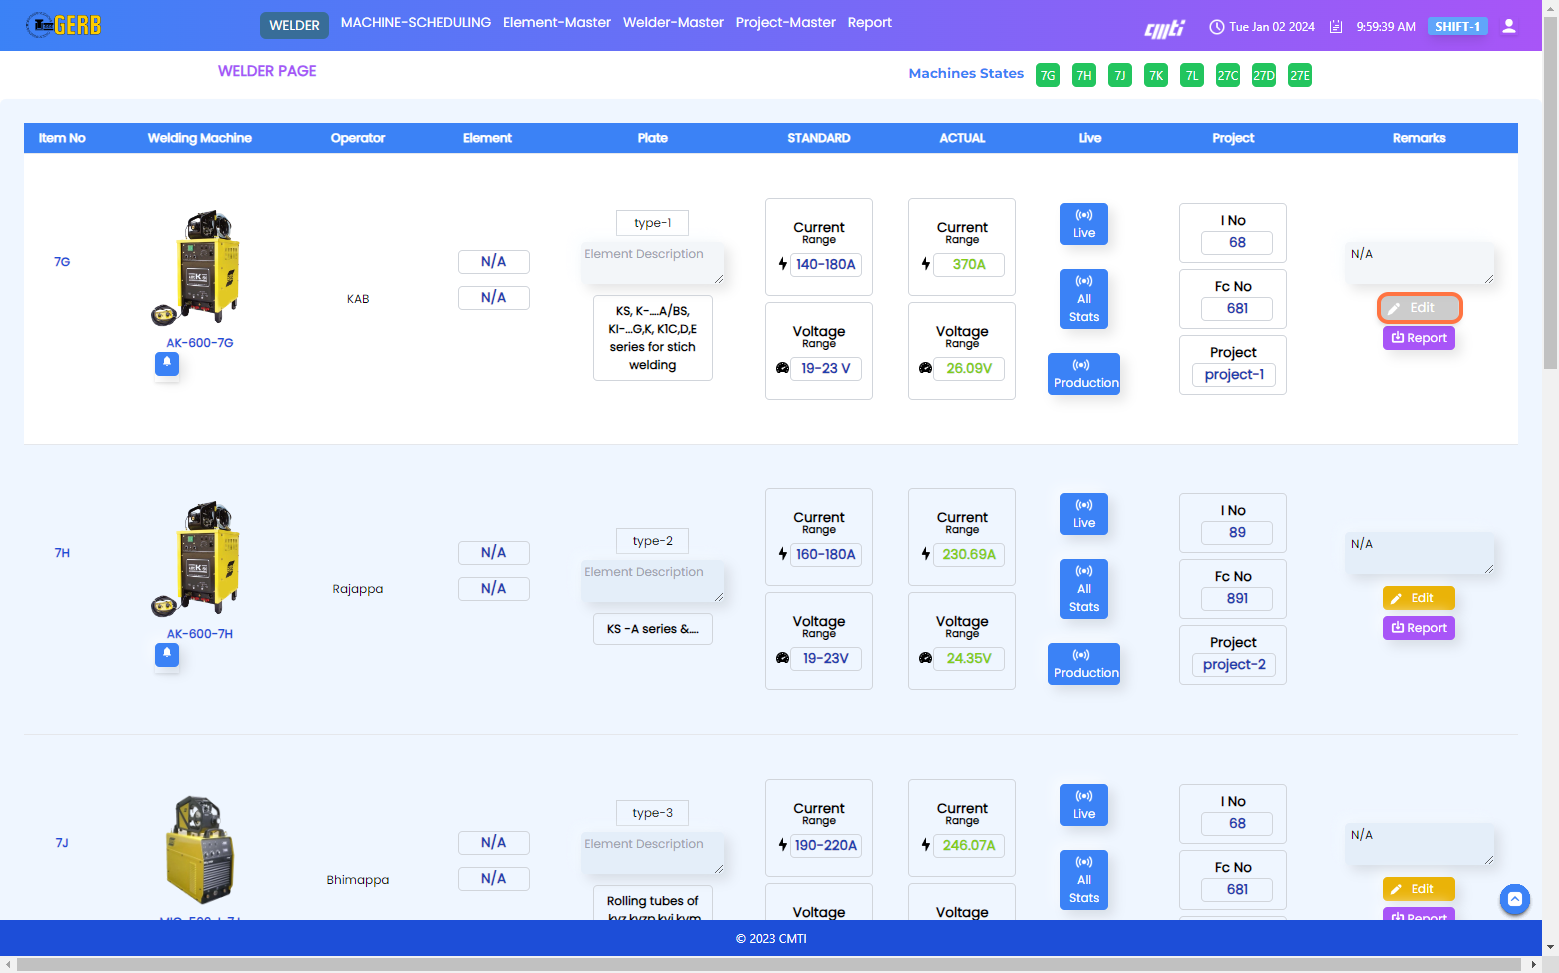 GERB
WELDER MACHINE-SCHEDULING Element-Master Welder-Master Project-Master Report
cmti Tue Jan 02 2024 9:59:39 AM SHIFT-1
WELDER PAGE
Machines States 7G 7H 7J 7K 7L 27C 27D 27E
Item No Welding Machine Operator Element Plate STANDARD ACTUAL Live Project Remarks
7G
AK-600-7G
KAB
N/A
N/A
type-1
Element Description
KS, K-....A/BS,
KI-...G,K, K1C,D,E
series for stich
welding
Current
Range
140-180A
Voltage
Range
19-23 V
Current
Range
370A
Voltage
Range
26.09V
Live
All
Stats
Production
I No
68
Fc No
681
Project
project-1
N/A
Edit
Report
7H
AK-600-7H
Rajappa
N/A
N/A
type-2
Element Description
KS -A series &....
Current
Range
160-180A
Voltage
Range
19-23V
Current
Range
230.69A
Voltage
Range
24.35V
Live
All
Stats
Production
I No
89
Fc No
891
Project
project-2
N/A
Edit
Report
7J
Bhimappa
N/A
N/A
type-3
Element Description
Rolling tubes of
Current
Range
190-220A
Voltage
Current
Range
246.07A
Voltage
Live
All
Stats
I No
68
Fc No
681
N/A
Edit
Report
© 2023 CMTI